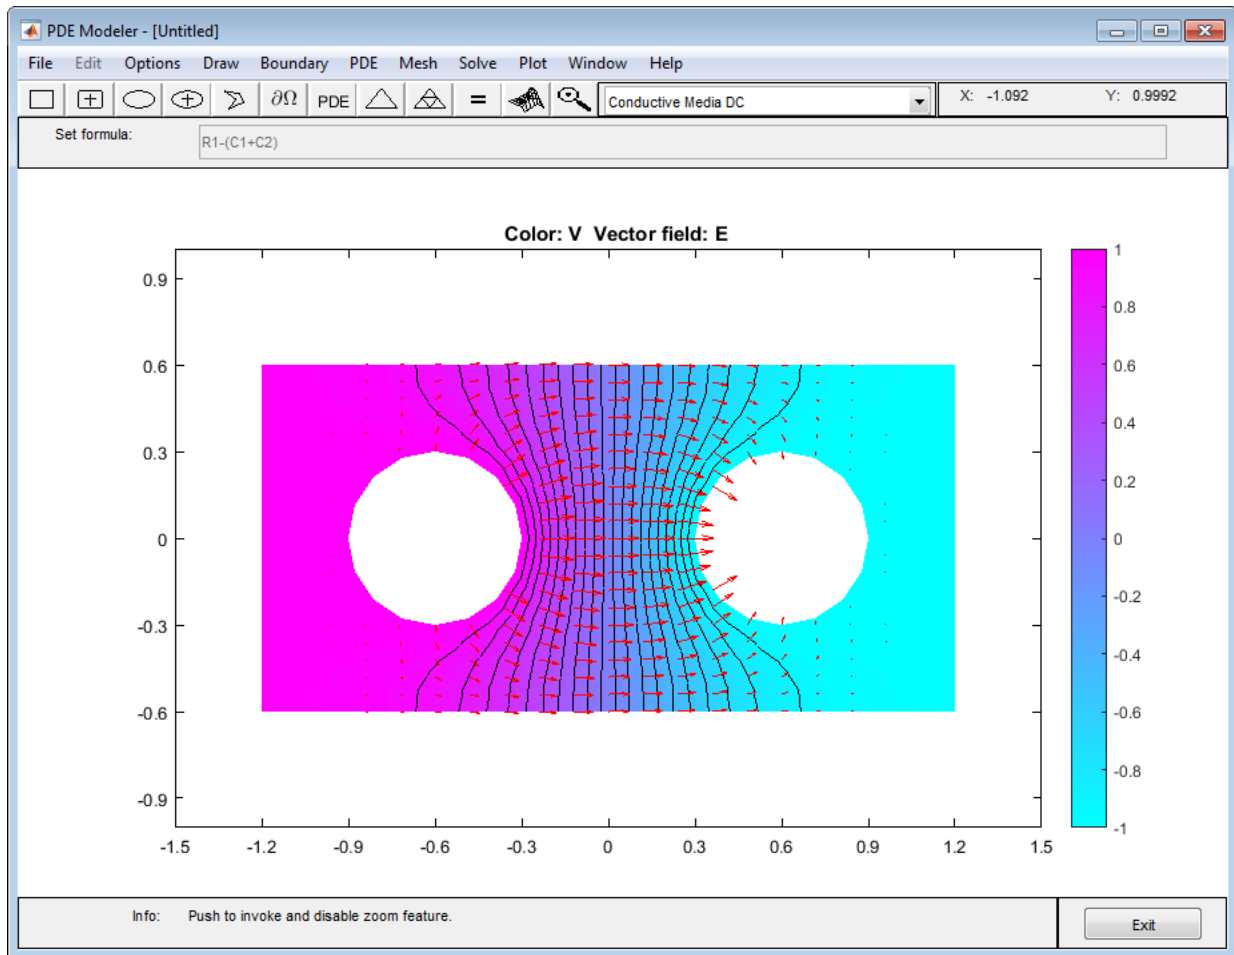 PDE Modeler - [Untitled]
File Edit Options Draw Boundary PDE Mesh Solve Plot Window Help
∂Ω PDE = Conductive Media DC X: -1.092 Y: 0.9992
Set formula: R1-(C1+C2)
Color: V Vector field: E
0.9
0.6
0.3
0
-0.3
-0.6
-0.9
-1.5 -1.2 -0.9 -0.6 -0.3 0 0.3 0.6 0.9 1.2 1.5
1
0.8
0.6
0.4
0.2
0
-0.2
-0.4
-0.6
-0.8
-1
Info: Push to invoke and disable zoom feature.
Exit